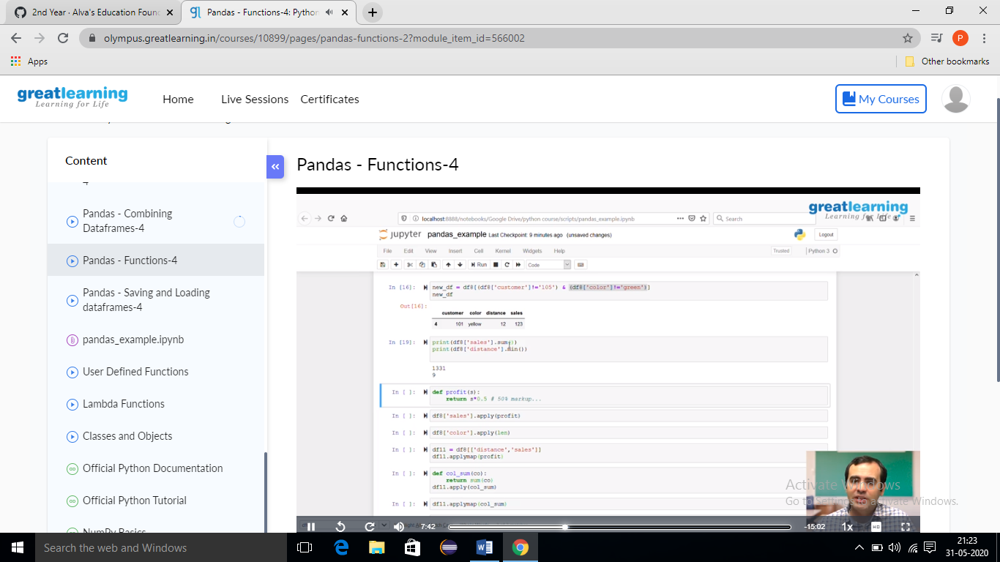 2nd Year · Alva's Education Foun
Pandas - Functions-4: Python
olympus.greatlearning.in/courses/10899/pages/pandas-functions-2?module_item_id=566002
P
Apps
Other bookmarks
greatlearning
Learning for Life
Home
Live Sessions
Certificates
My Courses
Content
«
Pandas - Functions-4
4
Pandas - Combining
Dataframes-4
Pandas - Functions-4
Pandas - Saving and Loading
dataframes-4
pandas_example.ipynb
User Defined Functions
Lambda Functions
Classes and Objects
Official Python Documentation
Official Python Tutorial
NumPy Basics
greatlearning
Learning for Life
localhost:8888/notebooks/Google Drive/python course/scripts/pandas_example.ipynb
Search
jupyter pandas_example Last Checkpoint: 9 minutes ago (unsaved changes)
Logout
File Edit View Insert Cell Kernel Widgets Help
Trusted
Python 3
Run
Code
In [16]: new_df = df8[(df8['customer']!='105') & (df8['color']!='green')]
new_df
Out[16]:
customer color distance sales
4 101 yellow 12 123
In [19]: print(df8['sales'].sum())
print(df8['distance'].min())
1331
9
In [ ]: def profit(s):
return s*0.5 # 50% markup...
In [ ]: df8['sales'].apply(profit)
In [ ]: df8['color'].apply(len)
In [ ]: df11 = df8[['distance','sales']]
df11.applymap(profit)
In [ ]: def col_sum(co):
return sum(co)
df11.apply(col_sum)
In [ ]: df11.applymap(col_sum)
Activate Windows
Go to Settings to activate Windows.
7:42
-15:02
1x
HD
Search the web and Windows
21:23
31-05-2020